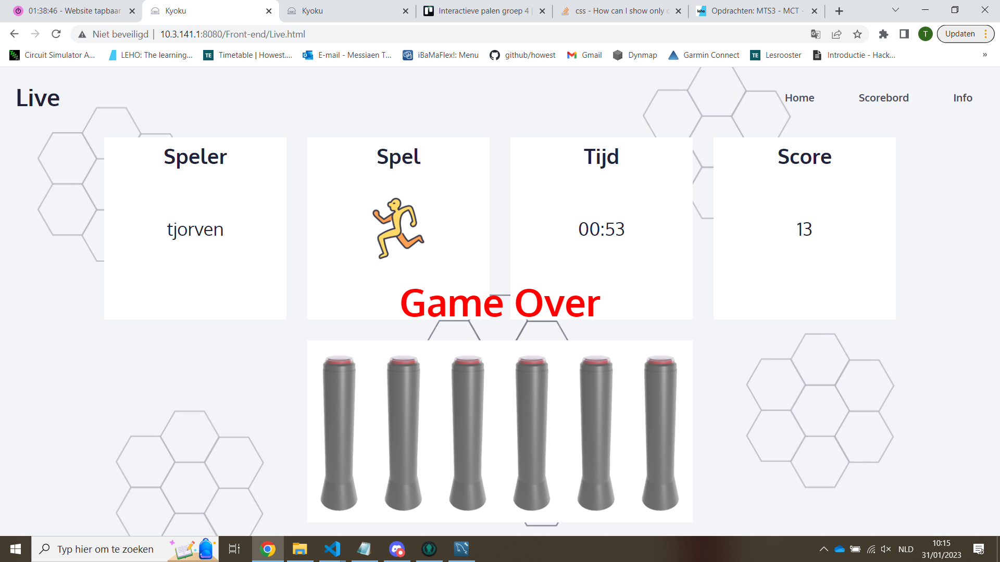 01:38:46 - Website tapbaar
Kyoku
Kyoku
Interactieve palen groep 4 |
css - How can I show only c
Opdrachten: MTS3 - MCT -
Niet beveiligd | 10.3.141.1:8080/Front-end/Live.html
T
Updaten
Circuit Simulator A...
LEHO: The learning...
TE
Timetable | Howest....
E-mail - Messiaen T...
iBaMaFlex!: Menu
github/howest
Gmail
Dynmap
Garmin Connect
TE
Lesrooster
Introductie - Hack...
»
Live
Home
Scorebord
Info
Speler
Spel
Tijd
Score
tjorven
00:53
13
Game Over
Typ hier om te zoeken
NLD
10:15
31/01/2023